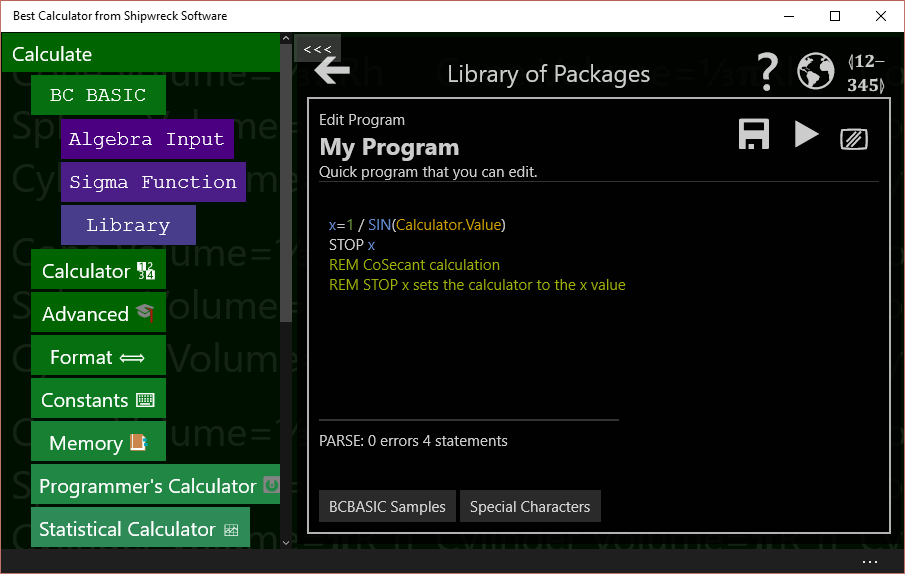 Best Calculator from Shipwreck Software
Calculate
BC BASIC
Algebra Input
Sigma Function
Library
Calculator
Advanced
Format
Constants
Memory
Programmer's Calculator
Statistical Calculator
<<<
Library of Packages
?
⟬12–
345⟭
Edit Program
My Program
Quick program that you can edit.
x=1 / SIN(Calculator.Value)
STOP x
REM CoSecant calculation
REM STOP x sets the calculator to the x value
PARSE: 0 errors 4 statements
BCBASIC Samples
Special Characters
...